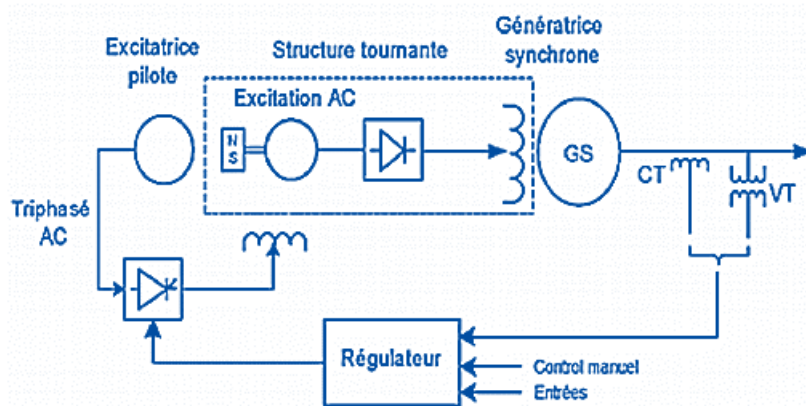 Excitatrice
pilote
Structure tournante
Génératrice
synchrone
Excitation AC
N
S
GS
CT
VT
Triphasé
AC
Régulateur
Control manuel
Entrées